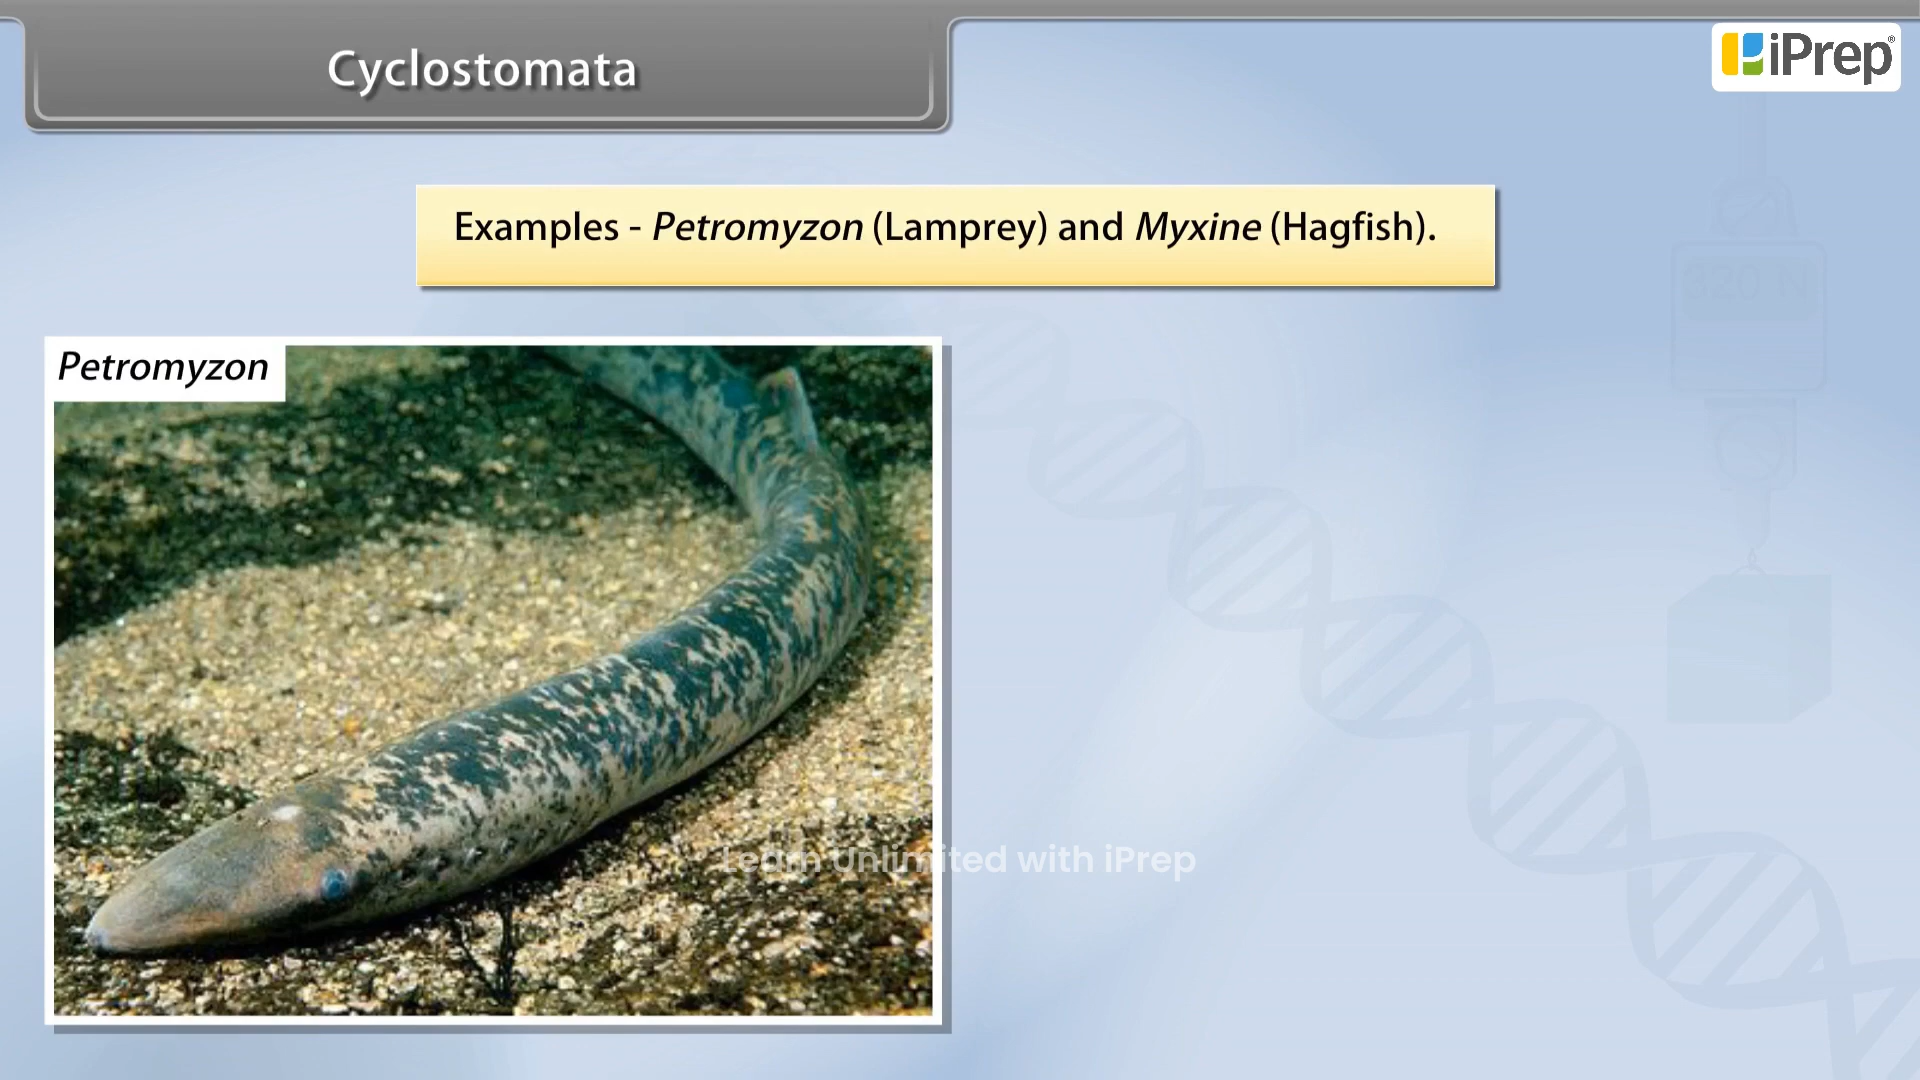 Cyclostomata
iPrep®
Examples - Petromyzon (Lamprey) and Myxine (Hagfish).
Petromyzon
Learn Unlimited with iPrep